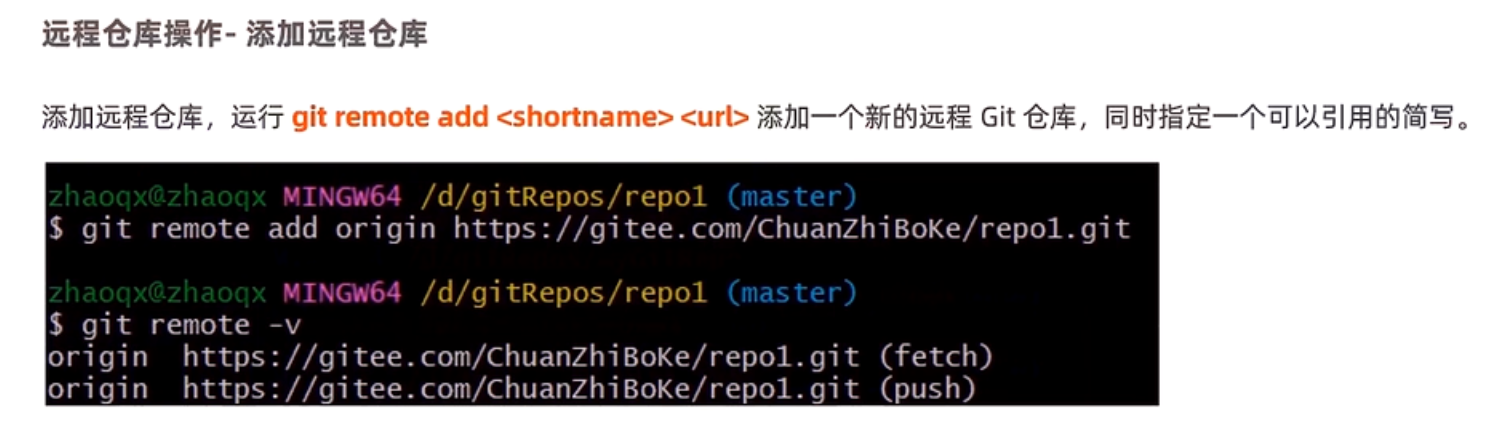 远程仓库操作- 添加远程仓库
添加远程仓库，运行 git remote add <shortname> <url> 添加一个新的远程 Git 仓库，同时指定一个可以引用的简写。
zhaoqx@zhaoqx MINGW64 /d/gitRepos/repo1 (master)
$ git remote add origin https://gitee.com/ChuanZhiBoKe/repo1.git
zhaoqx@zhaoqx MINGW64 /d/gitRepos/repo1 (master)
$ git remote -v
origin  https://gitee.com/ChuanZhiBoKe/repo1.git (fetch)
origin  https://gitee.com/ChuanZhiBoKe/repo1.git (push)